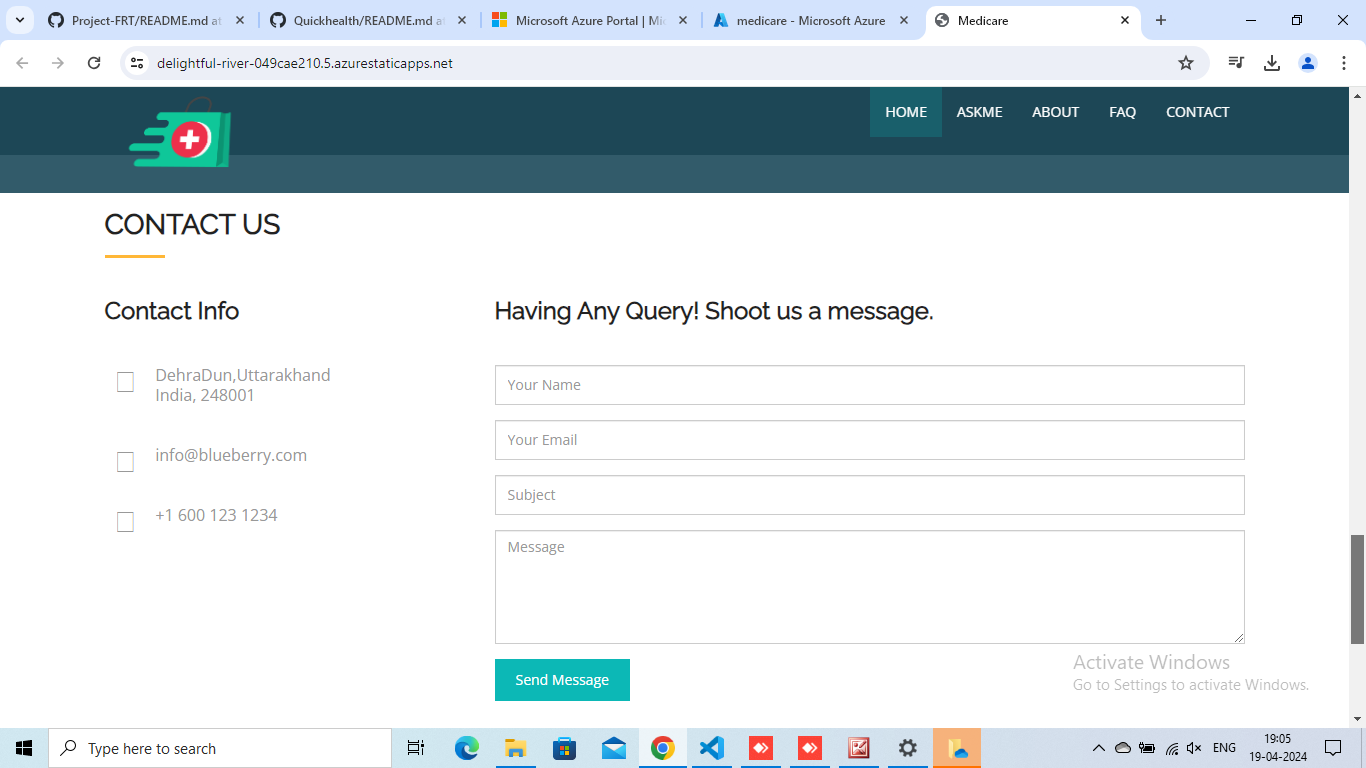 Project-FRT/README.md at
Quickhealth/README.md at
Microsoft Azure Portal | Mic
medicare - Microsoft Azure
Medicare
delightful-river-049cae210.5.azurestaticapps.net
HOME
ASKME
ABOUT
FAQ
CONTACT
CONTACT US
Contact Info
DehraDun,Uttarakhand
India, 248001
info@blueberry.com
+1 600 123 1234
Having Any Query! Shoot us a message.
Your Name
Your Email
Subject
Message
Send Message
Activate Windows
Go to Settings to activate Windows.
Type here to search
ENG
19:05
19-04-2024